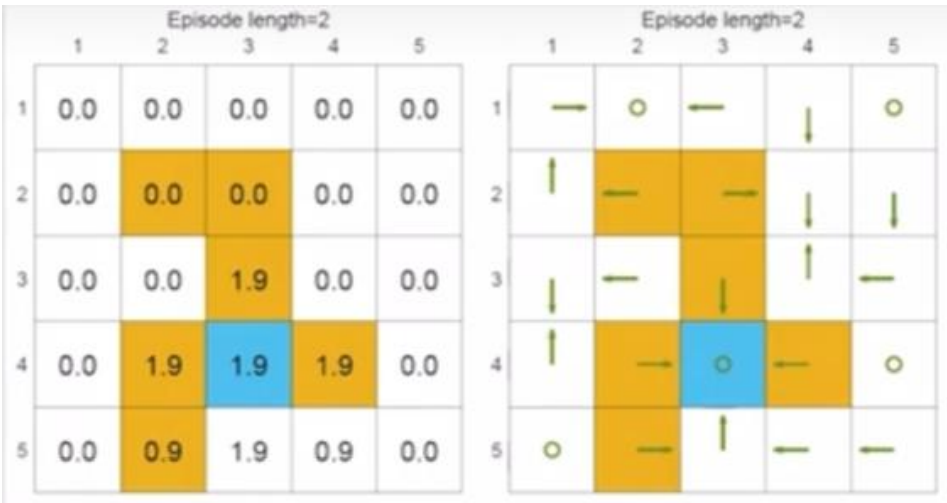 Episode length=2 Episode length=2
1 2 3 4 5 1 2 3 4 5
1 0.0 0.0 0.0 0.0 0.0 1
2 0.0 0.0 0.0 0.0 0.0 2
3 0.0 0.0 1.9 0.0 0.0 3
4 0.0 1.9 1.9 1.9 0.0 4
5 0.0 0.9 1.9 0.9 0.0 5